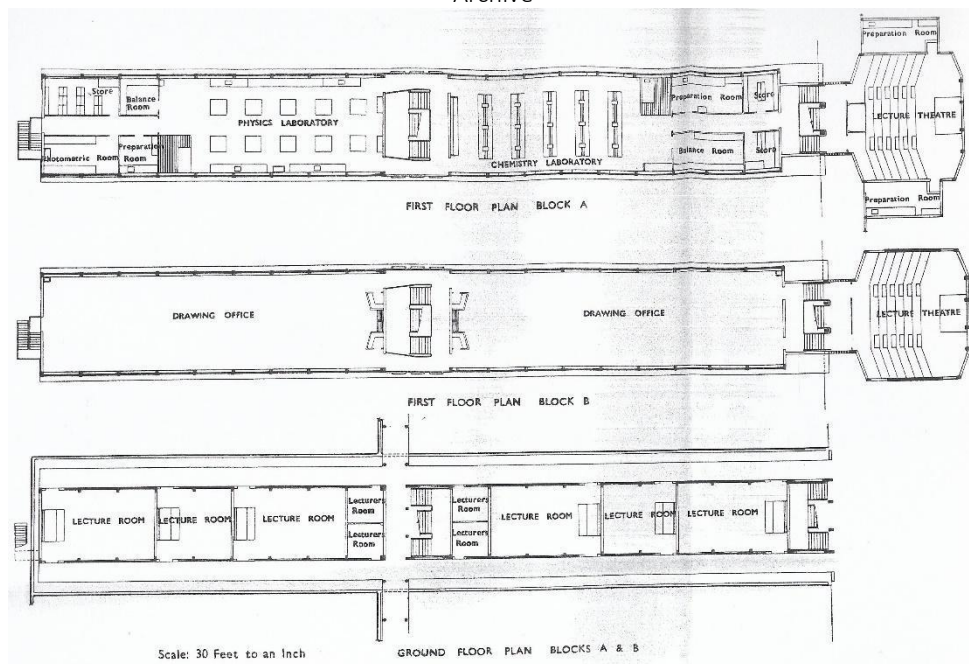 Archive
Preparation Room
Store
Balance
Room
PHYSICS LABORATORY
Preparation Room
Store
LECTURE THEATRE
Photometric Room
Preparation
Room
CHEMISTRY LABORATORY
Balance Room
Store
Preparation Room
FIRST FLOOR PLAN BLOCK A
DRAWING OFFICE
DRAWING OFFICE
LECTURE THEATRE
FIRST FLOOR PLAN BLOCK B
LECTURE ROOM
LECTURE ROOM
LECTURE ROOM
Lecturers
Room
Lecturers
Room
Lecturers
Room
Lecturers
Room
LECTURE ROOM
LECTURE ROOM
LECTURE ROOM
Scale: 30 Feet to an Inch
GROUND FLOOR PLAN BLOCKS A & B